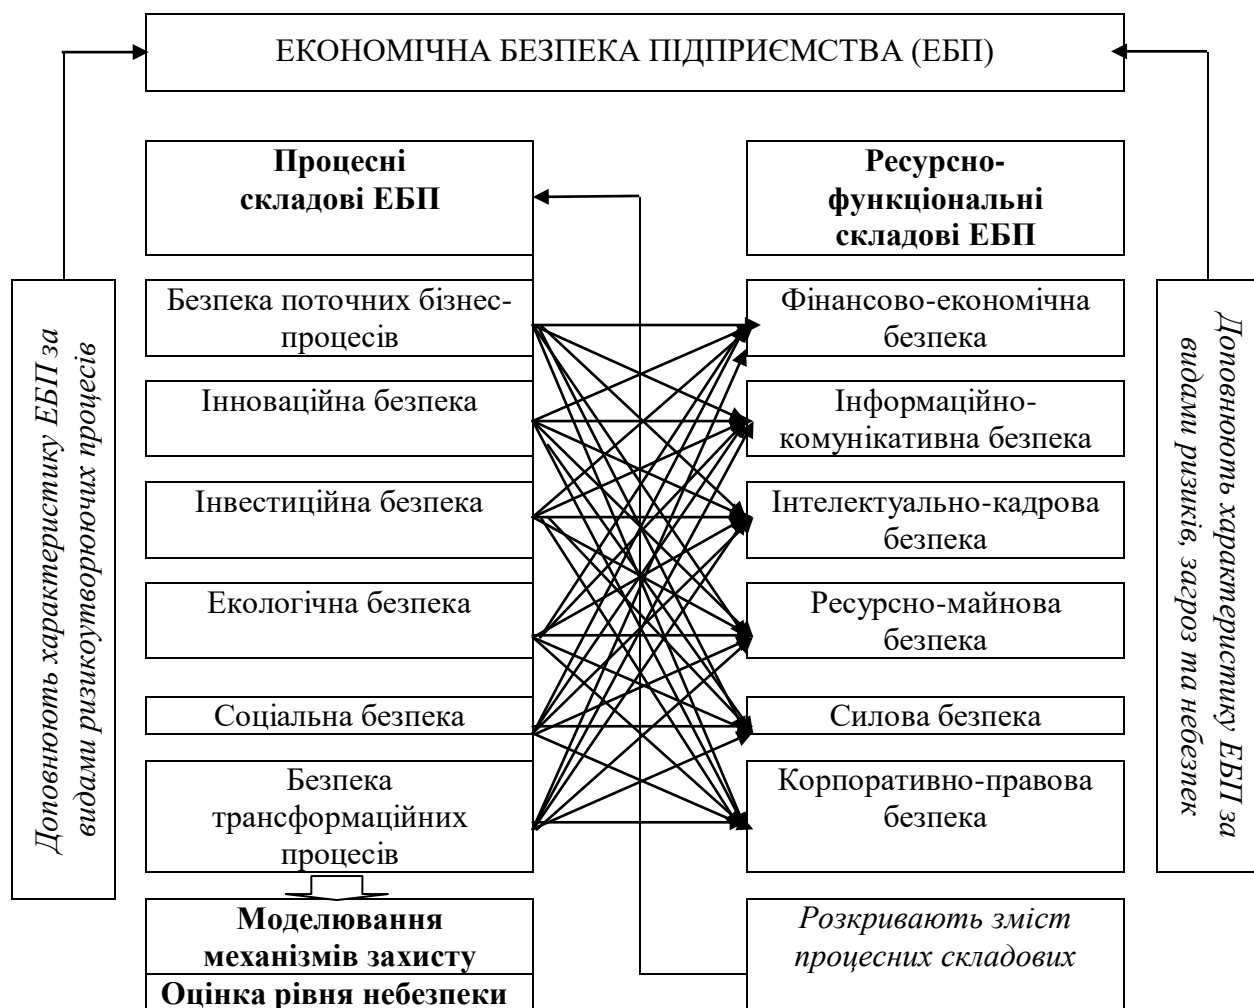 ЕКОНОМІЧНА БЕЗПЕКА ПІДПРИЄМСТВА (ЕБП)
Процесні
складові ЕБП
Ресурсно-
функціональні
складові ЕБП
Доповнюють характеристику ЕБП за
видами ризикоутворюючих процесів
Безпека поточних бізнес-
процесів
Інноваційна безпека
Інвестиційна безпека
Екологічна безпека
Соціальна безпека
Безпека
трансформаційних
процесів
Фінансово-економічна
безпека
Інформаційно-
комунікативна безпека
Інтелектуально-кадрова
безпека
Ресурсно-майнова
безпека
Силова безпека
Корпоративно-правова
безпека
Доповнюють характеристику ЕБП за
видами ризиків, загроз та небезпек
Моделювання
механізмів захисту
Оцінка рівня небезпеки
Розкривають зміст
процесних складових